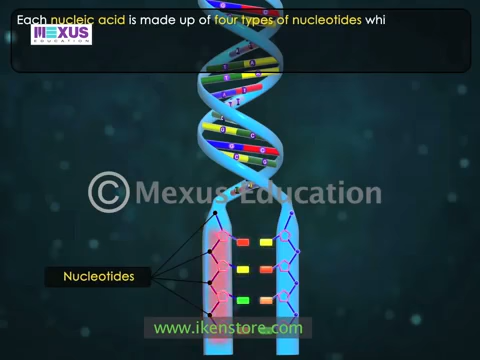 Each nucleic acid is made up of four types of nucleotides whi
MEXUS
EDUCATION
© Mexus Education
Nucleotides
www.ikenstore.com